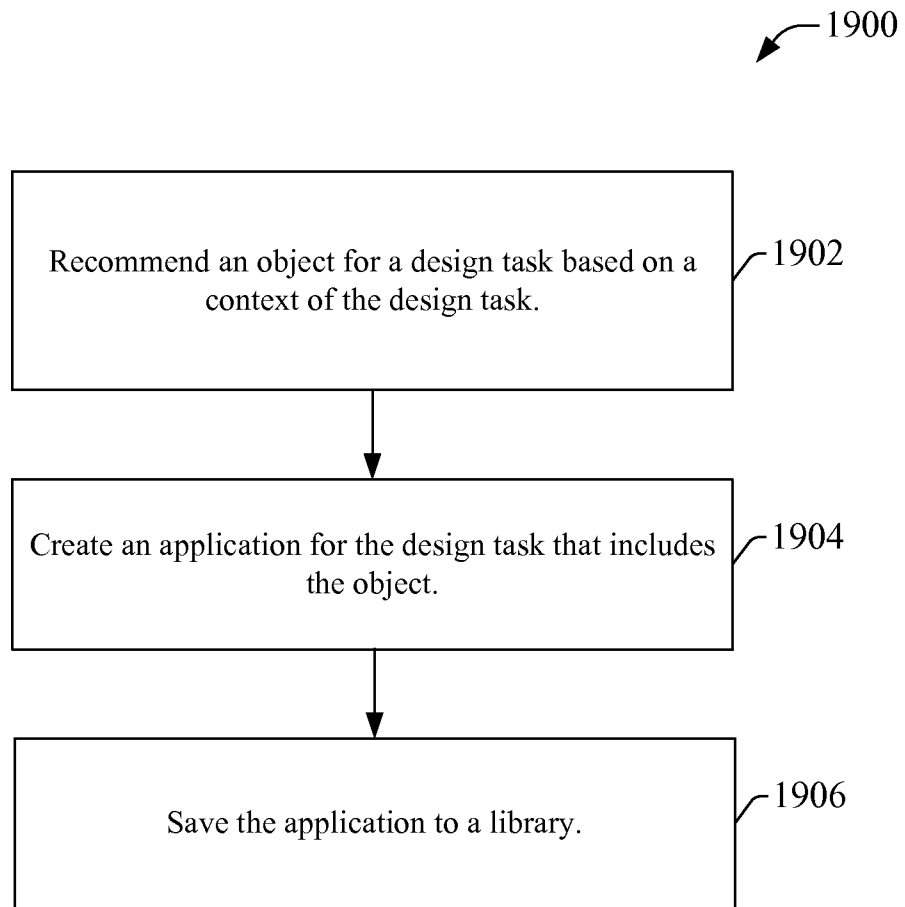 1900
Recommend an object for a design task based on a
context of the design task.
1902
Create an application for the design task that includes
the object.
1904
Save the application to a library.
1906